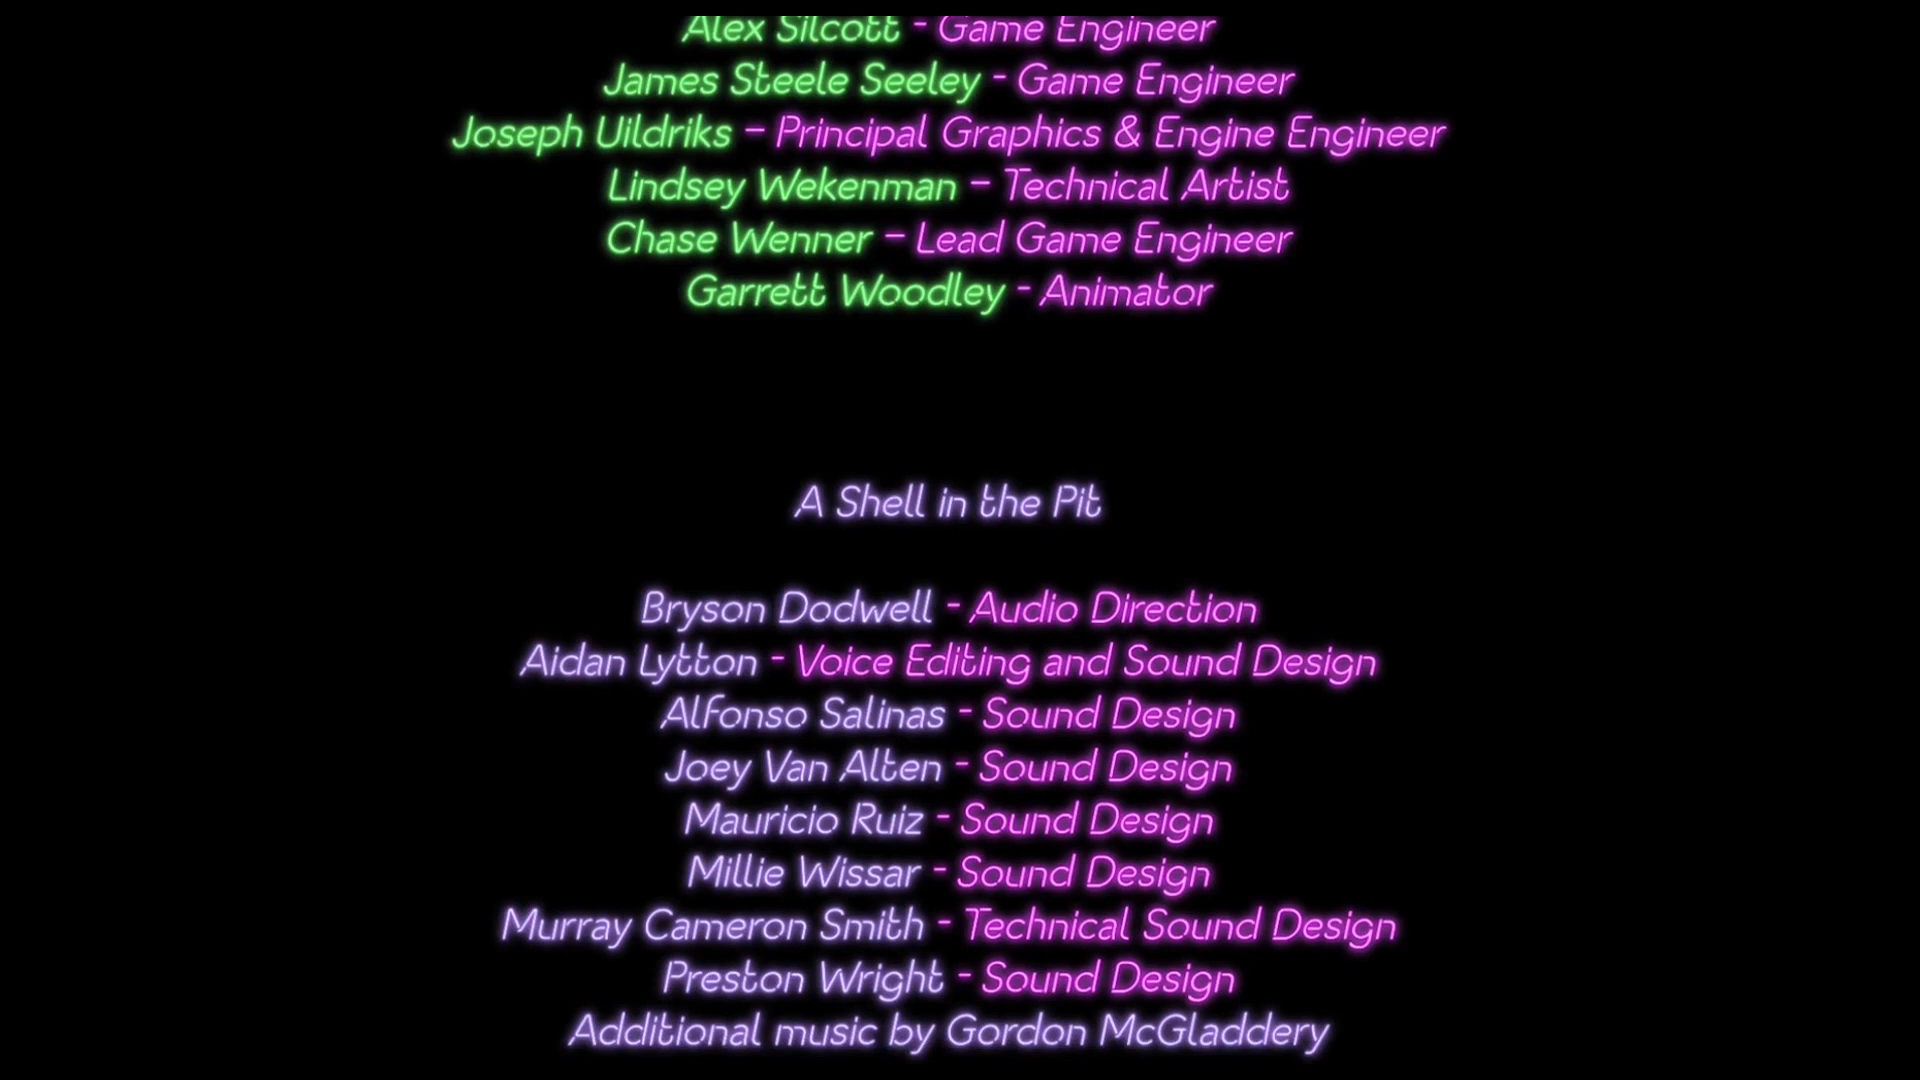 Alex Silcott - Game Engineer
James Steele Seeley - Game Engineer
Joseph Uildriks – Principal Graphics & Engine Engineer
Lindsey Wekenman – Technical Artist
Chase Wenner – Lead Game Engineer
Garrett Woodley - Animator
A Shell in the Pit
Bryson Dodwell - Audio Direction
Aidan Lytton - Voice Editing and Sound Design
Alfonso Salinas - Sound Design
Joey Van Alten - Sound Design
Mauricio Ruiz - Sound Design
Millie Wissar - Sound Design
Murray Cameron Smith - Technical Sound Design
Preston Wright - Sound Design
Additional music by Gordon McGladdery